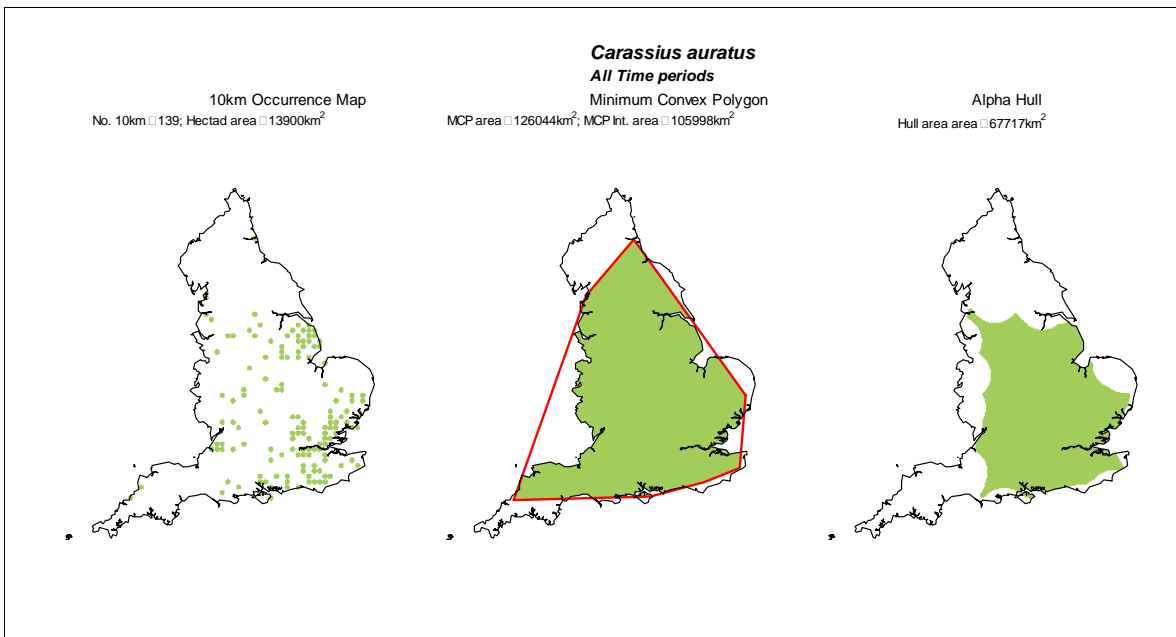 Carassius auratus
All Time periods
10km Occurrence Map
No. 10km □ 139; Hectad area □ 13900km²
Minimum Convex Polygon
MCP area □ 126044km²; MCP Int. area □ 105998km²
Alpha Hull
Hull area area □ 67717km²